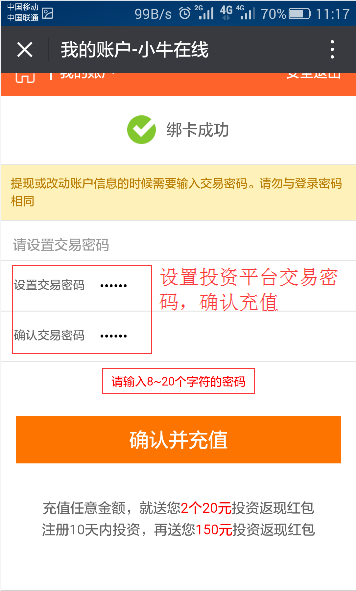 中国移动
中国联通
99B/s 2G 4G 4G 2G 70% 11:17
我的账户-小牛在线
我的账户 安全退出
绑卡成功
提现或改动账户信息的时候需要输入交易密码。请勿与登录密码
相同
请设置交易密码
设置交易密码 ••••••
设置投资平台交易密
码，确认充值
确认交易密码 ••••••
请输入8~20个字符的密码
确认并充值
充值任意金额，就送您2个20元投资返现红包
注册10天内投资，再送您150元投资返现红包